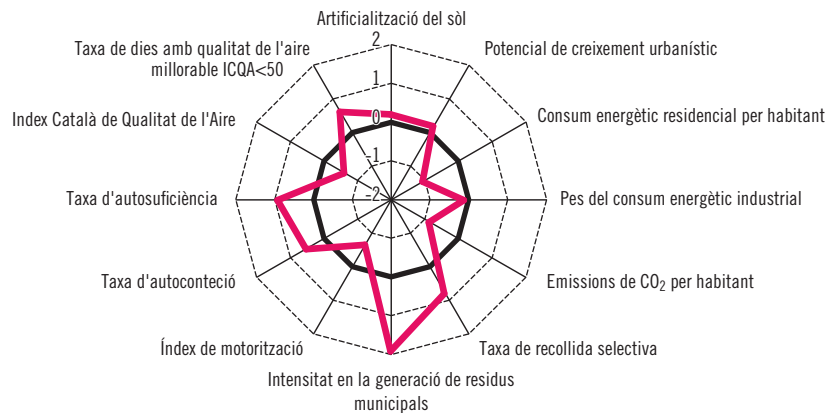 Artificialització del sòl
2
Taxa de dies amb qualitat de l'aire
millorable ICQA<50
Potencial de creixement urbanístic
1
Index Català de Qualitat de l'Aire
0
Consum energètic residencial per habitant
-1
Taxa d'autosuficiència
-2
Pes del consum energètic industrial
Taxa d'autoconteció
Emissions de CO₂ per habitant
Índex de motorització
Taxa de recollida selectiva
Intensitat en la generació de residus
municipals